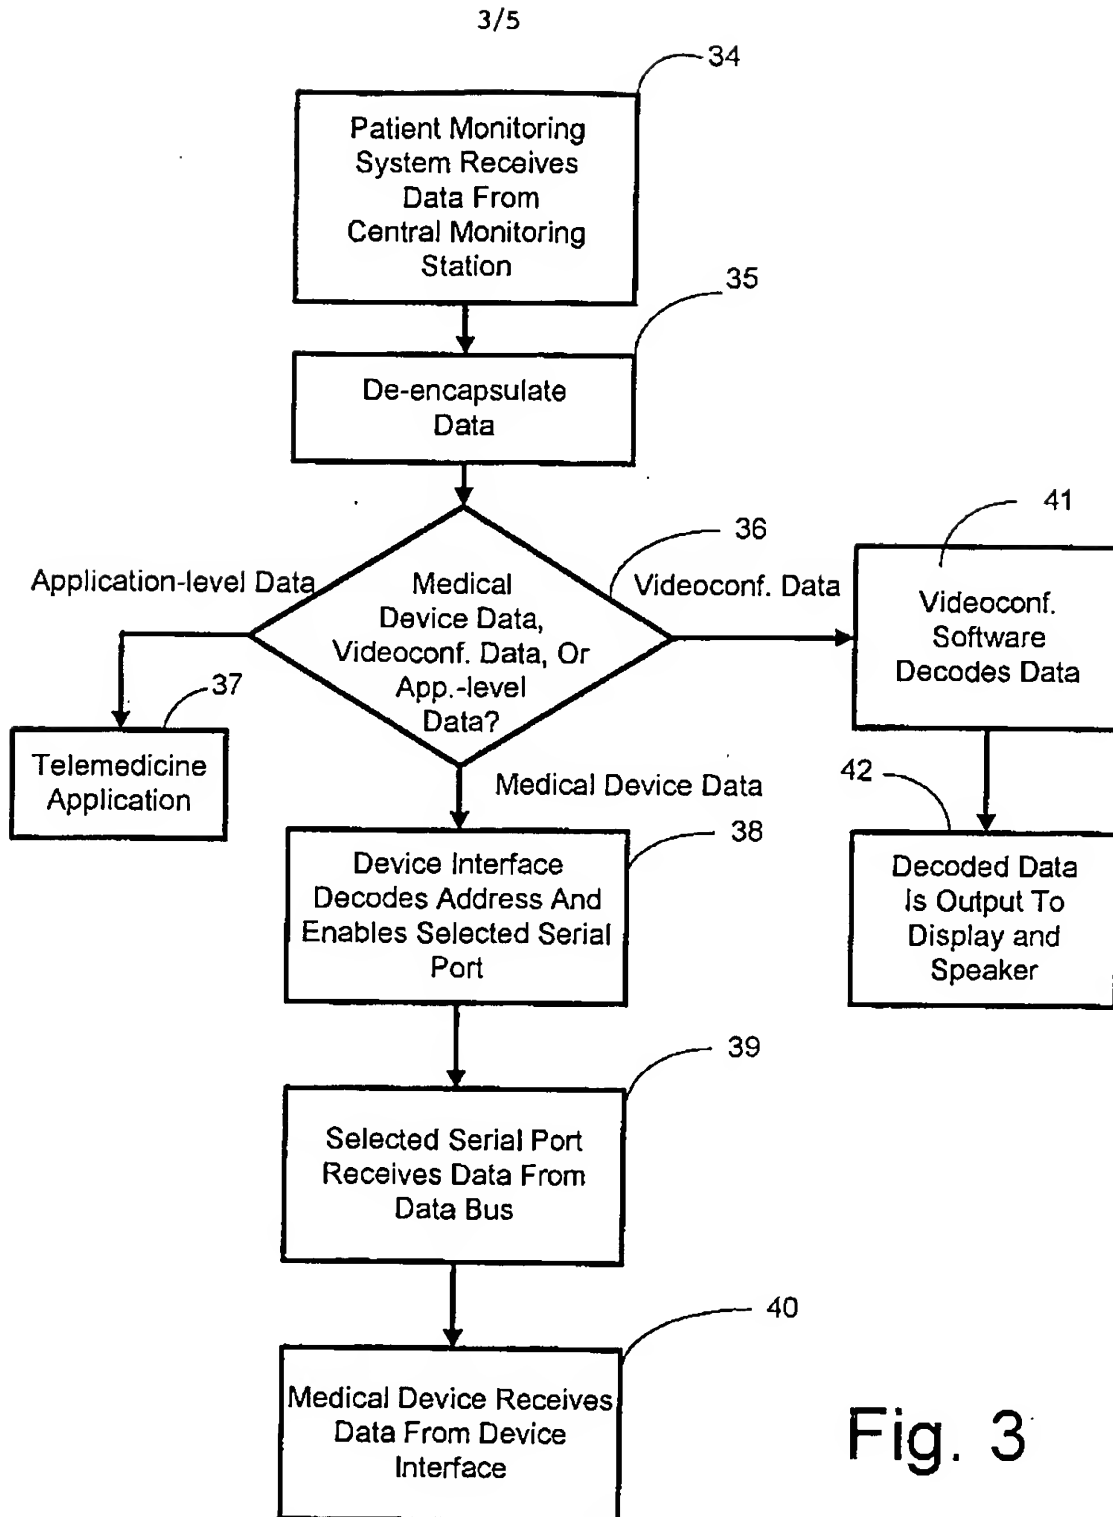 3/5
34
Patient Monitoring
System Receives
Data From
Central Monitoring
Station
35
De-encapsulate
Data
36
Application-level Data
Medical
Device Data,
Videoconf. Data, Or
App.-level
Data?
Videoconf. Data
41
Videoconf.
Software
Decodes Data
37
Telemedicine
Application
Medical Device Data
42
Decoded Data
Is Output To
Display and
Speaker
38
Device Interface
Decodes Address And
Enables Selected Serial
Port
39
Selected Serial Port
Receives Data From
Data Bus
40
Medical Device Receives
Data From Device
Interface
Fig. 3